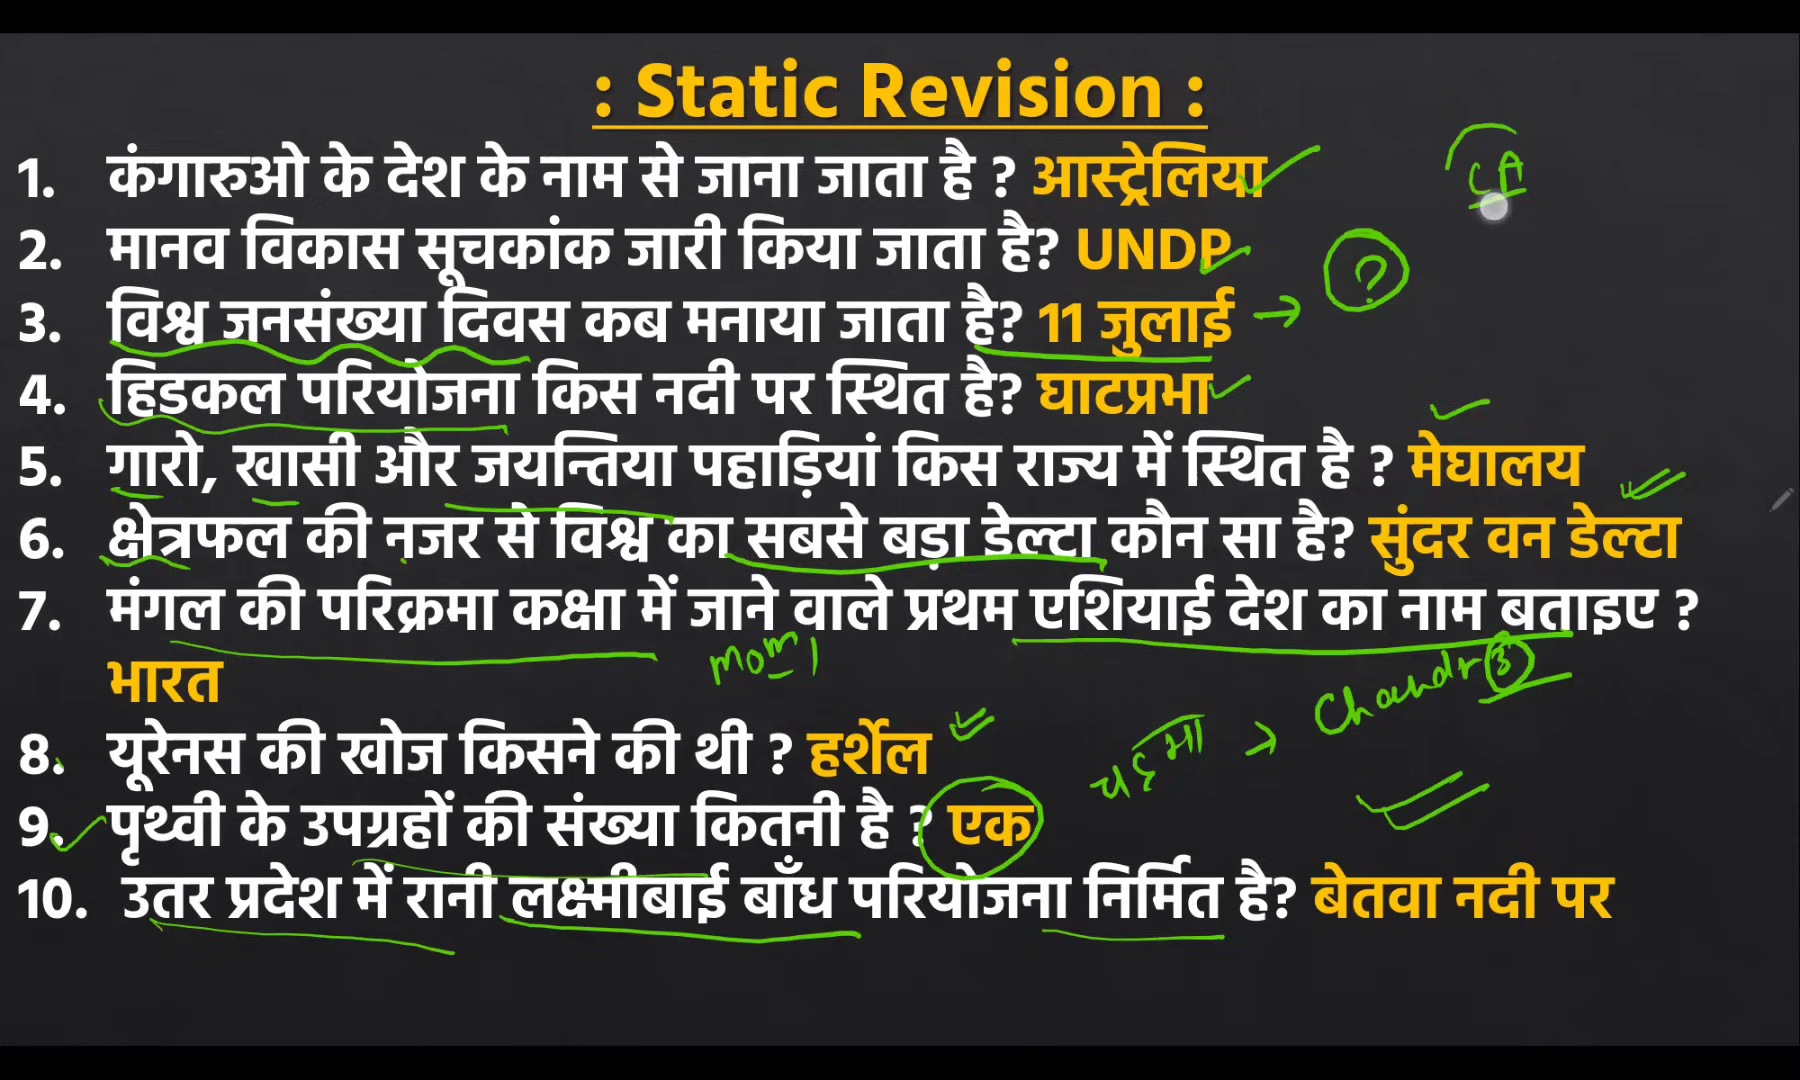 : Static Revision :
CA
1. कंगारुओ के देश के नाम से जाना जाता है ? आस्ट्रेलिया
2. मानव विकास सूचकांक जारी किया जाता है? UNDP
?
3. विश्व जनसंख्या दिवस कब मनाया जाता है? 11 जुलाई →
4. हिडकल परियोजना किस नदी पर स्थित है? घाटप्रभा
5. गारो, खासी और जयन्तिया पहाड़ियां किस राज्य में स्थित है ? मेघालय
6. क्षेत्रफल की नजर से विश्व का सबसे बड़ा डेल्टा कौन सा है? सुंदर वन डेल्टा
7. मंगल की परिक्रमा कक्षा में जाने वाले प्रथम एशियाई देश का नाम बताइए ?
भारत
mom 1
8. यूरेनस की खोज किसने की थी ? हर्शेल
→ Chandr 3
9. पृथ्वी के उपग्रहों की संख्या कितनी है ? एक
10. उतर प्रदेश में रानी लक्ष्मीबाई बाँध परियोजना निर्मित है? बेतवा नदी पर